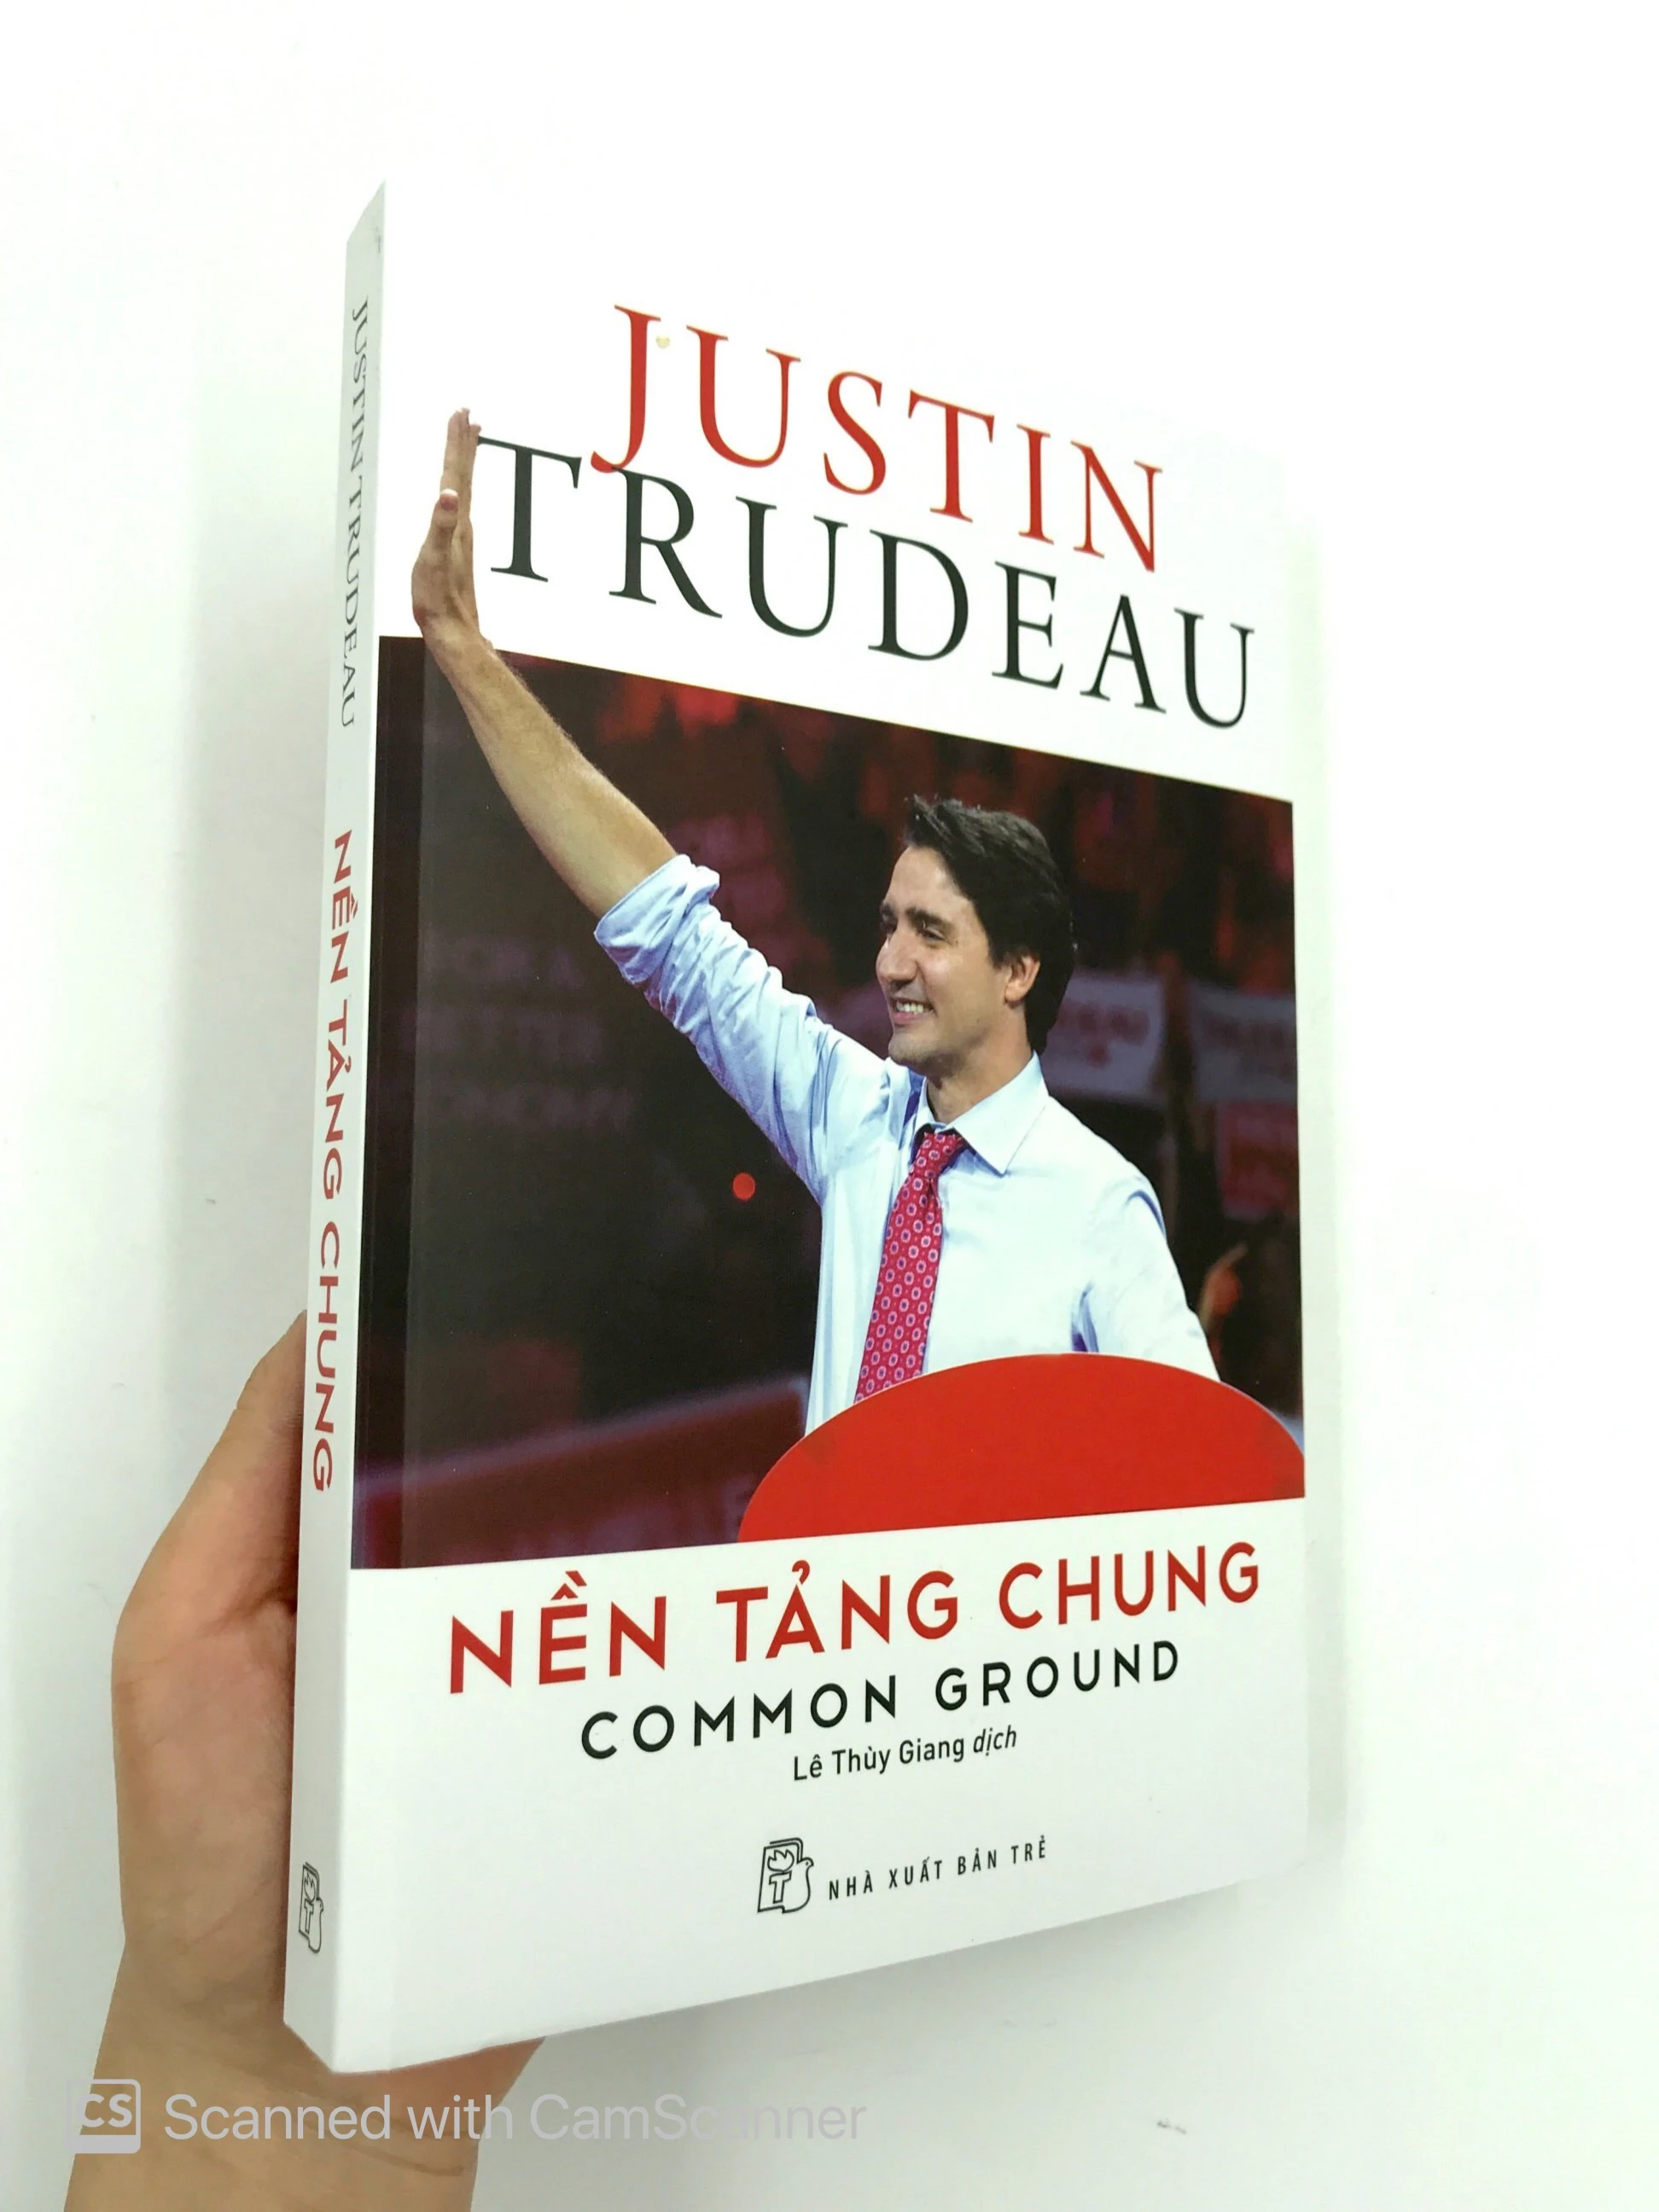 JUSTIN TRUDEAU NỀN TẢNG CHUNG
JUSTIN
TRUDEAU
NỀN TẢNG CHUNG
COMMON GROUND
Lê Thùy Giang dịch
NHÀ XUẤT BẢN TRẺ
CS Scanned with CamScanner